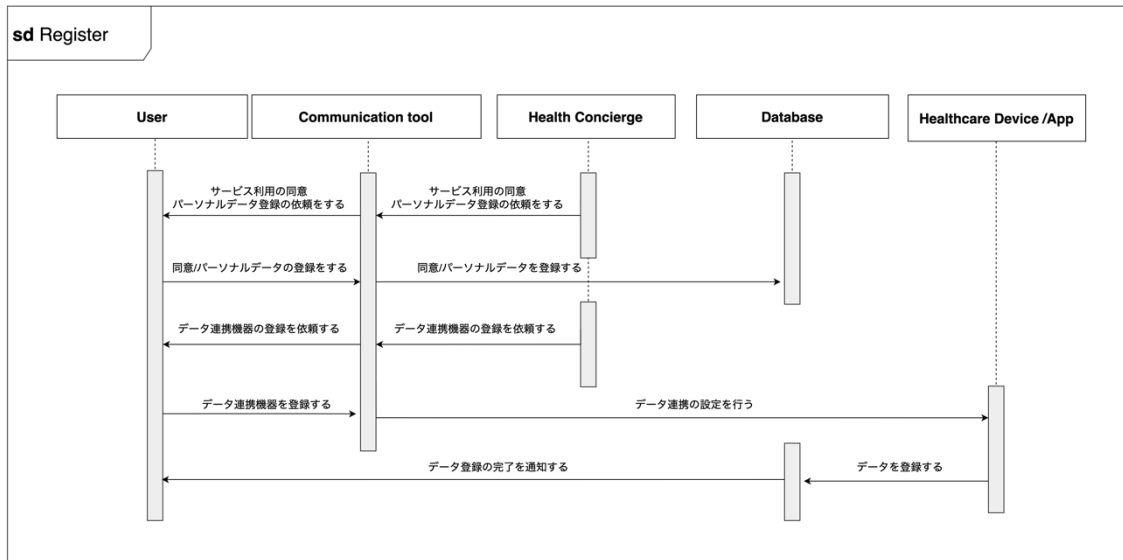 sd Register
User
Communication tool
Health Concierge
Database
Healthcare Device /App
サービス利用の同意
パーソナルデータ登録の依頼をする
サービス利用の同意
パーソナルデータ登録の依頼をする
同意/パーソナルデータの登録をする
同意/パーソナルデータを登録する
データ連携機器の登録を依頼する
データ連携機器の登録を依頼する
データ連携機器を登録する
データ連携の設定を行う
データ登録の完了を通知する
データを登録する